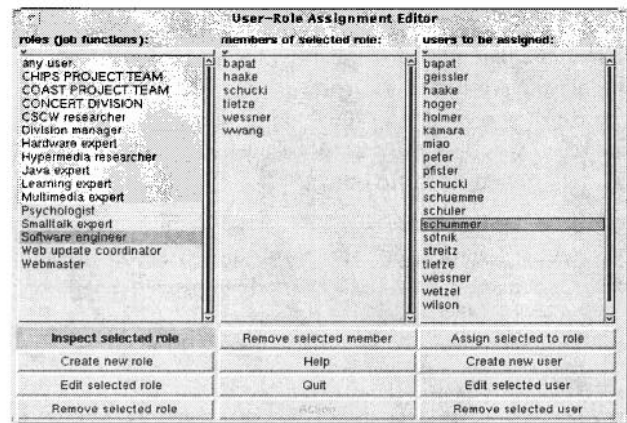 User-Role Assignment Editor
roles (job functions):
any user
CHIPS PROJECT TEAM
COAST PROJECT TEAM
CONCERT DIVISION
CSCW researcher
Division manager
Hardware expert
Hypermedia researcher
Java expert
Learning expert
Multimedia expert
Psychologist
Smalltalk expert
Software engineer
Web update coordinator
Webmaster
members of selected role:
bapat
haake
schucki
tietze
wessner
wwang
users to be assigned:
bapat
geissler
haake
hoger
holmer
kamara
miao
peter
pfister
schucki
schuemme
schuler
schummer
sotnik
streitz
tietze
wessner
wetzel
wilson
Inspect selected role
Remove selected member
Assign selected to role
Create new role
Help
Create new user
Edit selected role
Quit
Edit selected user
Remove selected role
Action
Remove selected user